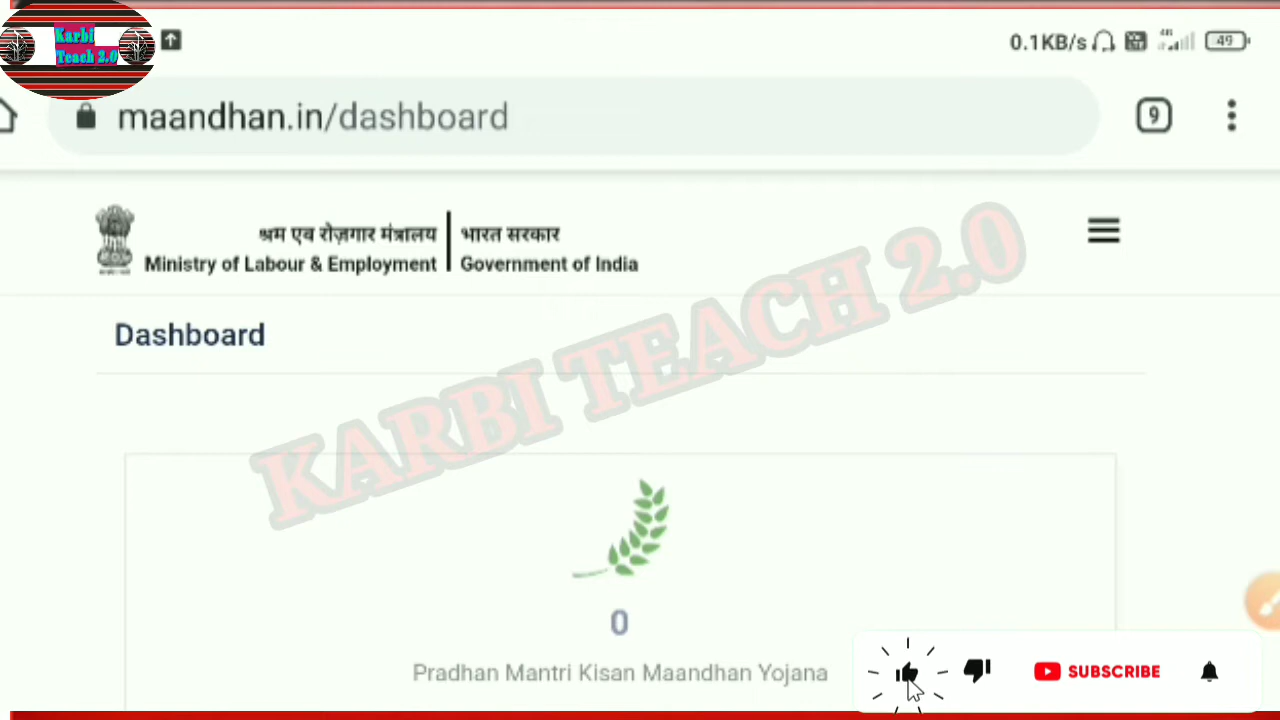 Karbi
Teach 2.0
0.1KB/s
49
maandhan.in/dashboard
9
श्रम एवं रोज़गार मंत्रालय
भारत सरकार
Ministry of Labour & Employment
Government of India
Dashboard
KARBI TEACH 2.0
0
Pradhan Mantri Kisan Maandhan Yojana
SUBSCRIBE